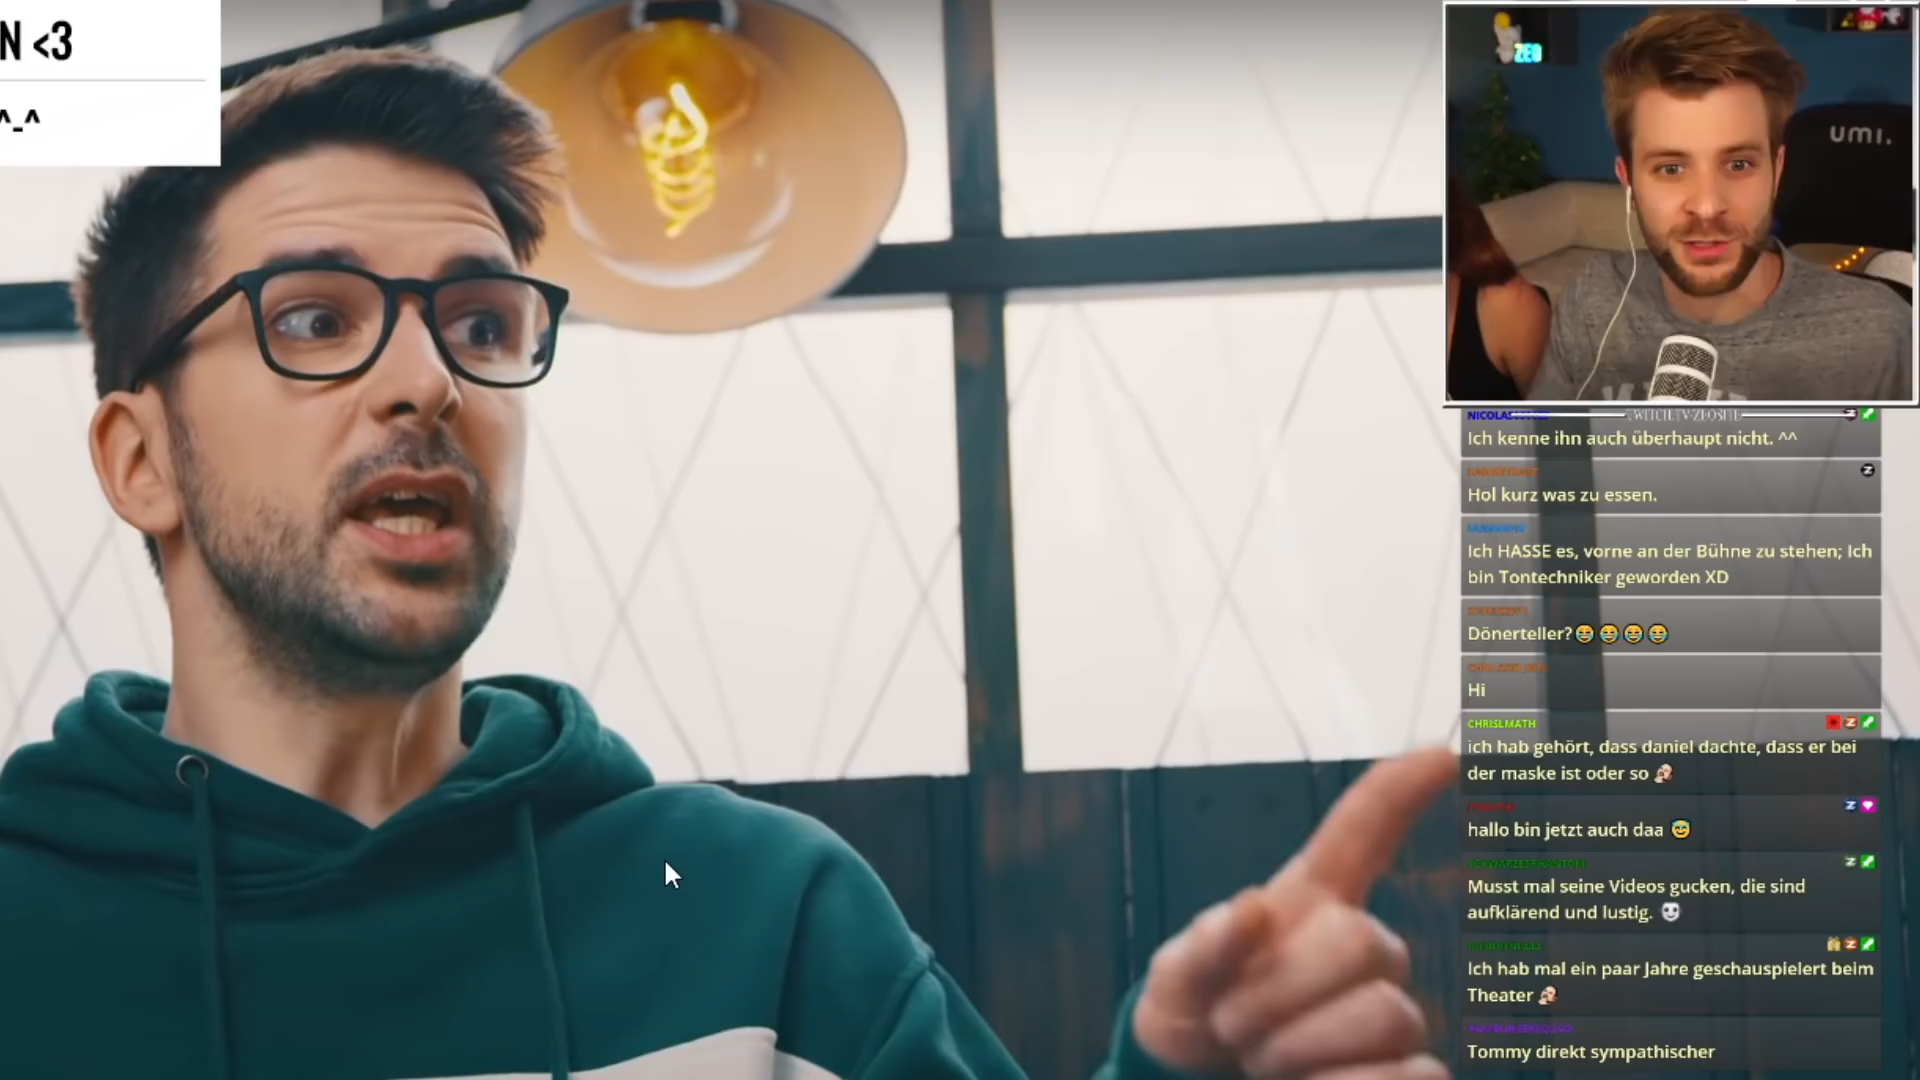 N <3
^-^
ZEO
umi.
Ich kenne ihn auch überhaupt nicht. ^^
Hol kurz was zu essen.
Ich HASSE es, vorne an der Bühne zu stehen; Ich
bin Tontechniker geworden XD
Dönerteller?
Hi
CHRISLMATH
ich hab gehört, dass daniel dachte, dass er bei
der maske ist oder so
hallo bin jetzt auch daa
Musst mal seine Videos gucken, die sind
aufklärend und lustig.
Ich hab mal ein paar Jahre geschauspielert beim
Theater
Tommy direkt sympathischer